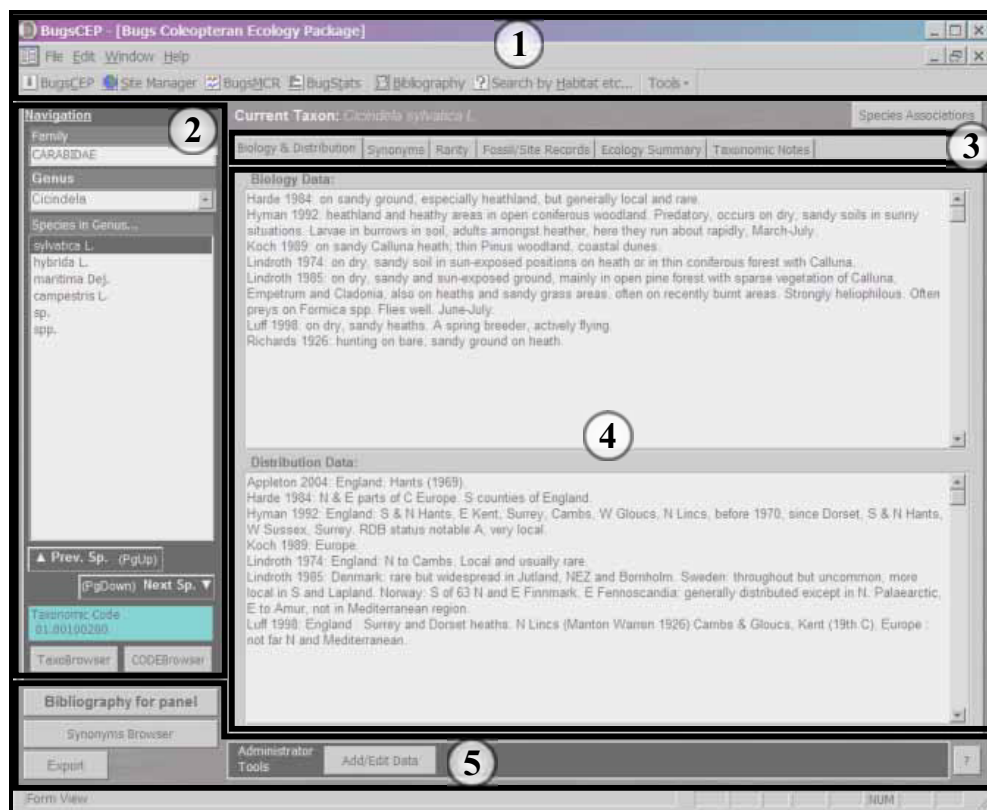 BugsCEP - [Bugs Coleopteran Ecology Package]
1
File Edit Window Help
BugsCEP Site Manager BugsMCR BugStats Bibliography Search by Habitat etc... Tools
Navigation
2
Family
CARABIDAE
Genus
Cicindela
Species in Genus...
sylvatica L.
hybrida L.
maritima Dej.
campestris L.
sp.
spp.
▲ Prev. Sp. (PgUp)
(PgDown) Next Sp. ▼
Taxonomic Code
01.00100200
TaxoBrowser CODEBrowser
Current Taxon: Cicindela sylvatica L.
Species Associations
Biology & Distribution Synonyms Rarity Fossil/Site Records Ecology Summary Taxonomic Notes
3
Biology Data:
Harde 1984: on sandy ground, especially heathland, but generally local and rare.
Hyman 1992: heathland and heathy areas in open coniferous woodland. Predatory, occurs on dry, sandy soils in sunny
situations. Larvae in burrows in soil, adults amongst heather, here they run about rapidly, March-July.
Koch 1989: on sandy Calluna heath; thin Pinus woodland, coastal dunes.
Lindroth 1974: on dry, sandy soil in sun-exposed positions on heath or in thin coniferous forest with Calluna.
Lindroth 1985: on dry, sandy and sun-exposed ground, mainly in open pine forest with sparse vegetation of Calluna,
Empetrum and Cladonia, also on heaths and sandy grass areas, often on recently burnt areas. Strongly heliophilous. Often
preys on Formica spp. Flies well. June-July.
Luff 1998: on dry, sandy heaths. A spring breeder, actively flying.
Richards 1926: hunting on bare, sandy ground on heath.
4
Distribution Data:
Appleton 2004: England: Hants (1969).
Harde 1984: N & E parts of C Europe. S counties of England.
Hyman 1992: England: S & N Hants, E Kent, Surrey, Cambs, W Gloucs, N Lincs, before 1970, since Dorset, S & N Hants,
W Sussex, Surrey. RDB status notable A, very local.
Koch 1989: Europe.
Lindroth 1974: England: N to Cambs. Local and usually rare.
Lindroth 1985: Denmark: rare but widespread in Jutland, NEZ and Bornholm. Sweden: throughout but uncommon, more
local in S and Lapland. Norway: S of 63 N and E Finnmark. E Fennoscandia: generally distributed except in N. Palaearctic,
E to Amur, not in Mediterranean region.
Luff 1998: England : Surrey and Dorset heaths. N Lincs (Manton Warren 1926) Cambs & Gloucs, Kent (19th C), Europe :
not far N and Mediterranean.
Bibliography for panel
Synonyms Browser
Export
Administrator
Tools
Add/Edit Data
5
?
Form View
NUM